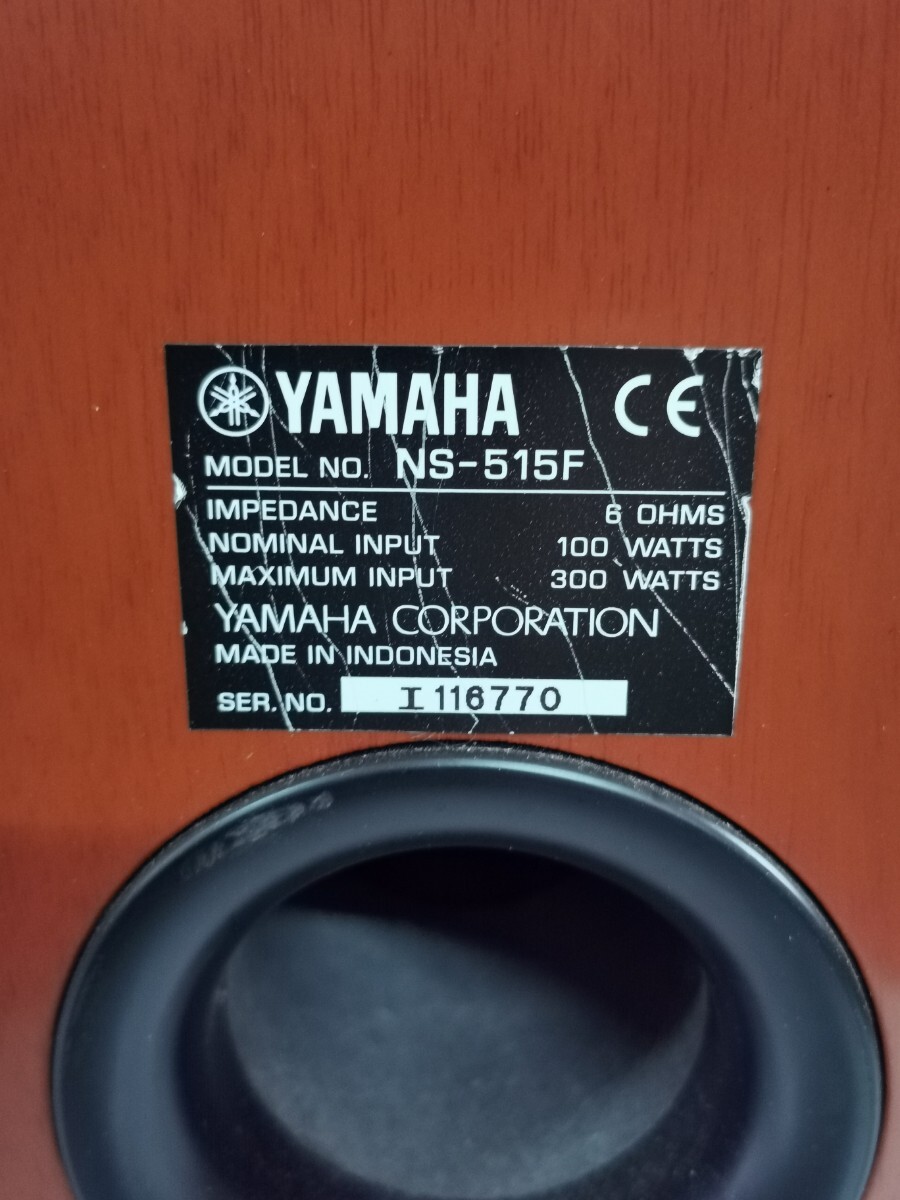 YAMAHA CE
MODEL NO. NS-515F
IMPEDANCE 6 OHMS
NOMINAL INPUT 100 WATTS
MAXIMUM INPUT 300 WATTS
YAMAHA CORPORATION
MADE IN INDONESIA
SER. NO. I 116770